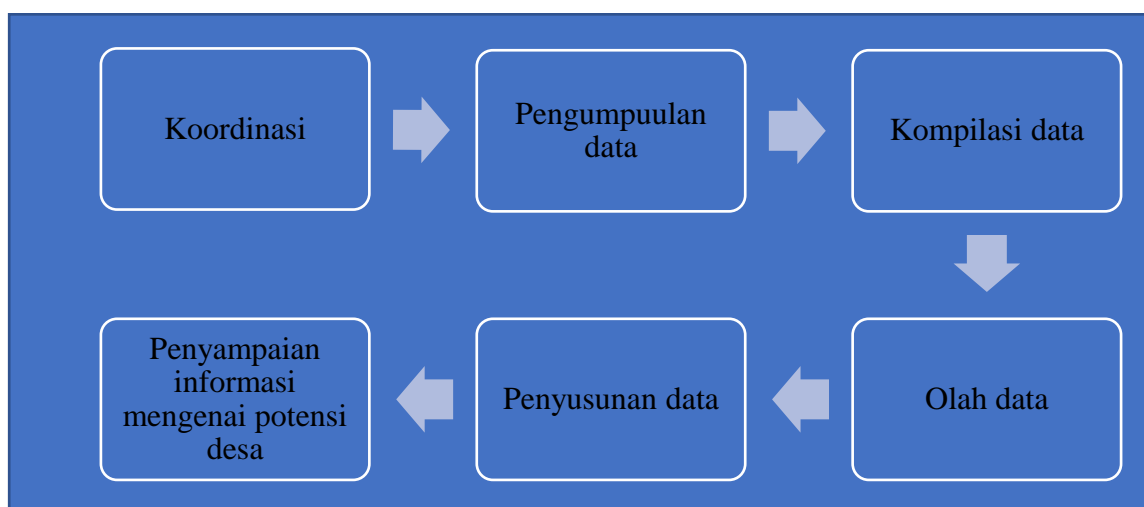 Koordinasi
Pengumpuulan
data
Kompilasi data
Olah data
Penyusunan data
Penyampaian
informasi
mengenai potensi
desa